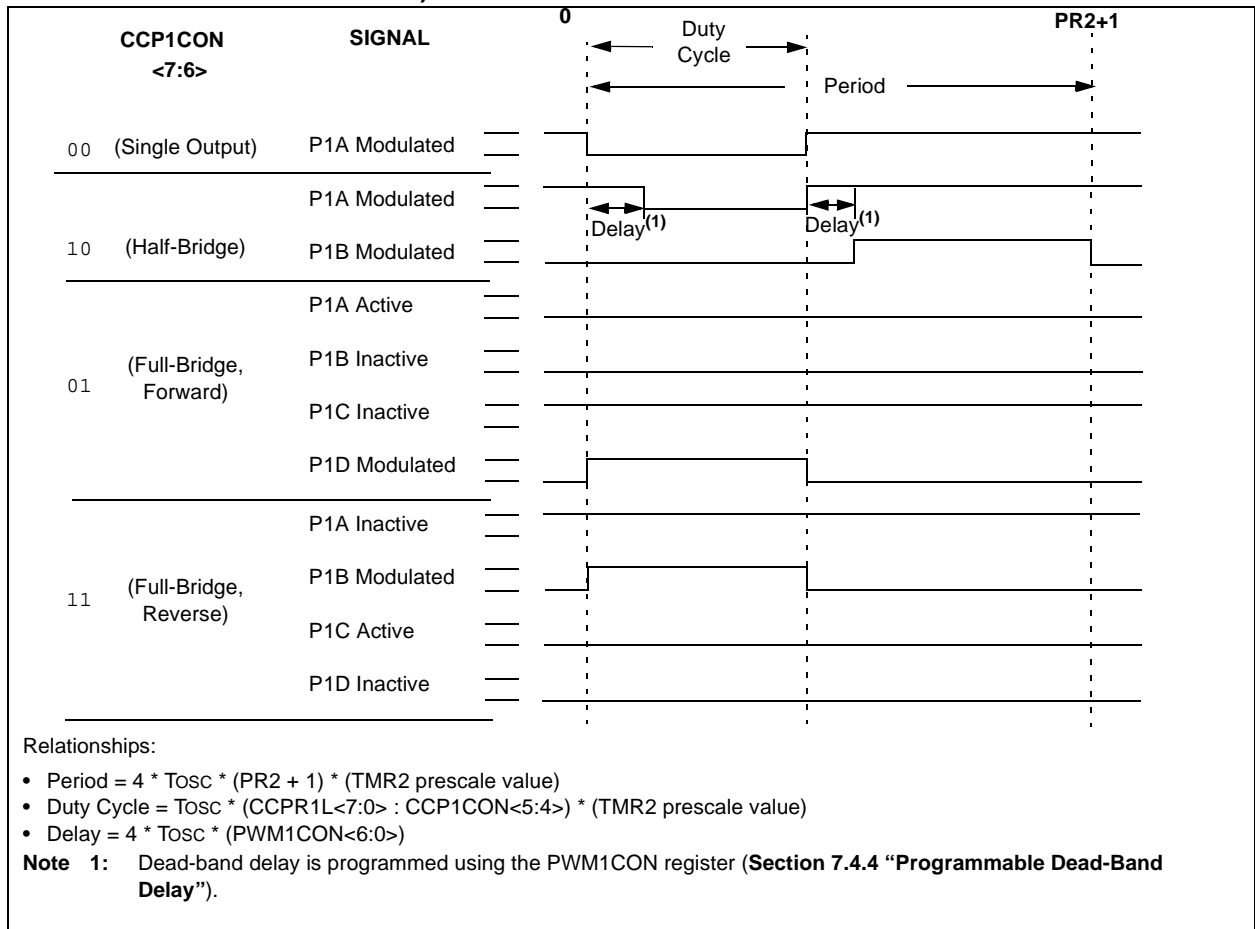 0
PR2+1
CCP1CON
<7:6>
SIGNAL
Duty
Cycle
Period
00 (Single Output) P1A Modulated
P1A Modulated
Delay(1) Delay(1)
10 (Half-Bridge) P1B Modulated
P1A Active
P1B Inactive
01 (Full-Bridge,
Forward)
P1C Inactive
P1D Modulated
P1A Inactive
P1B Modulated
11 (Full-Bridge,
Reverse)
P1C Active
P1D Inactive
Relationships:
• Period = 4 * TOSC * (PR2 + 1) * (TMR2 prescale value)
• Duty Cycle = TOSC * (CCPR1L<7:0> : CCP1CON<5:4>) * (TMR2 prescale value)
• Delay = 4 * TOSC * (PWM1CON<6:0>)
Note 1: Dead-band delay is programmed using the PWM1CON register (Section 7.4.4 “Programmable Dead-Band
Delay”).